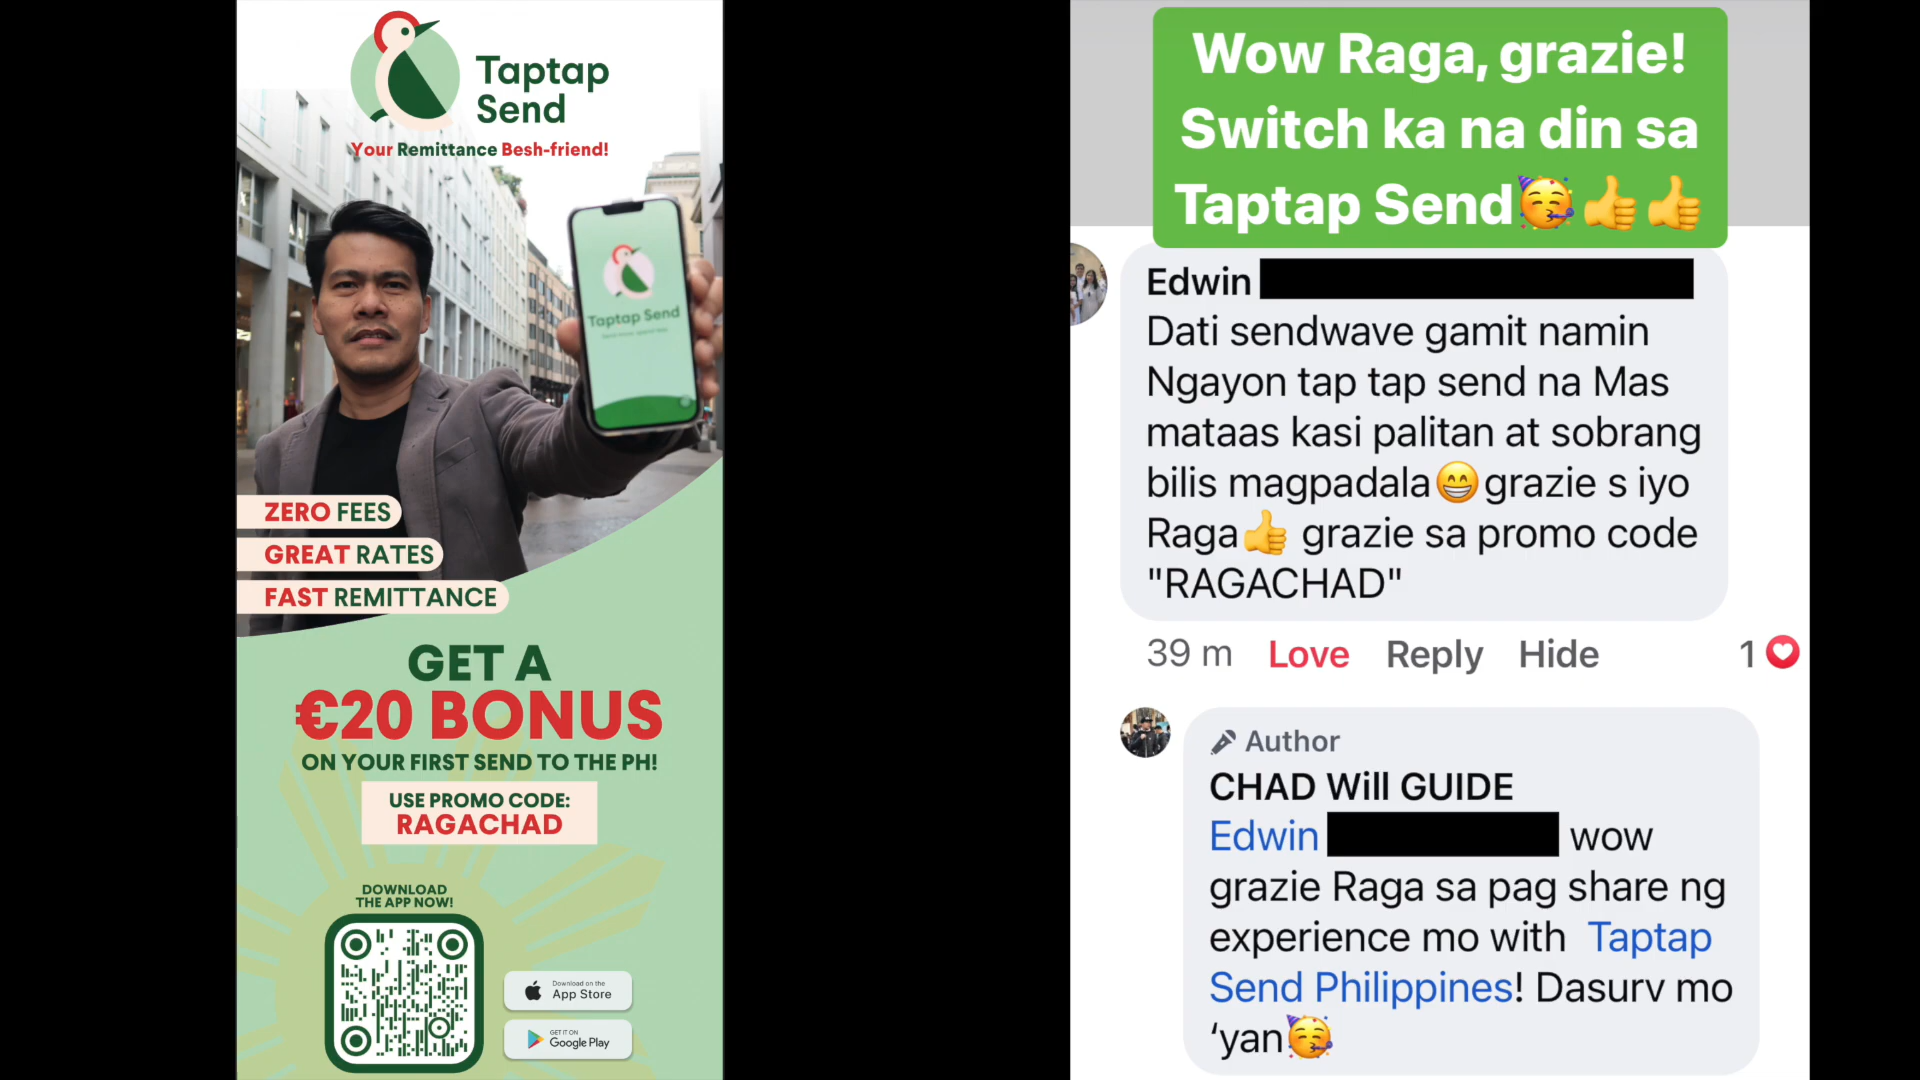 Taptap
Send
Your Remittance Besh-friend!
Taptap Send
ZERO FEES
GREAT RATES
FAST REMITTANCE
GET A
€20 BONUS
ON YOUR FIRST SEND TO THE PH!
USE PROMO CODE:
RAGACHAD
DOWNLOAD
THE APP NOW!
Download on the
App Store
GET IT ON
Google Play
Wow Raga, grazie!
Switch ka na din sa
Taptap Send🥳👍👍
Edwin
Dati sendwave gamit namin
Ngayon tap tap send na Mas
mataas kasi palitan at sobrang
bilis magpadala😁grazie s iyo
Raga👍 grazie sa promo code
"RAGACHAD"
39 m Love Reply Hide 1
Author
CHAD Will GUIDE
Edwin wow
grazie Raga sa pag share ng
experience mo with Taptap
Send Philippines! Dasurv mo
‘yan🥳